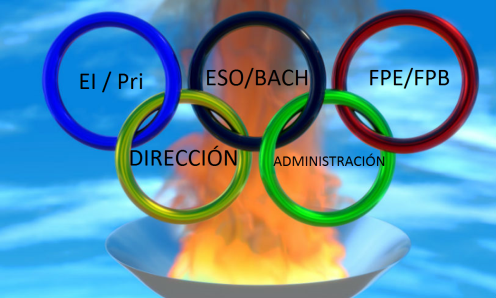 EI / Pri
ESO/BACH
FPE/FPB
DIRECCIÓN
ADMINISTRACIÓN